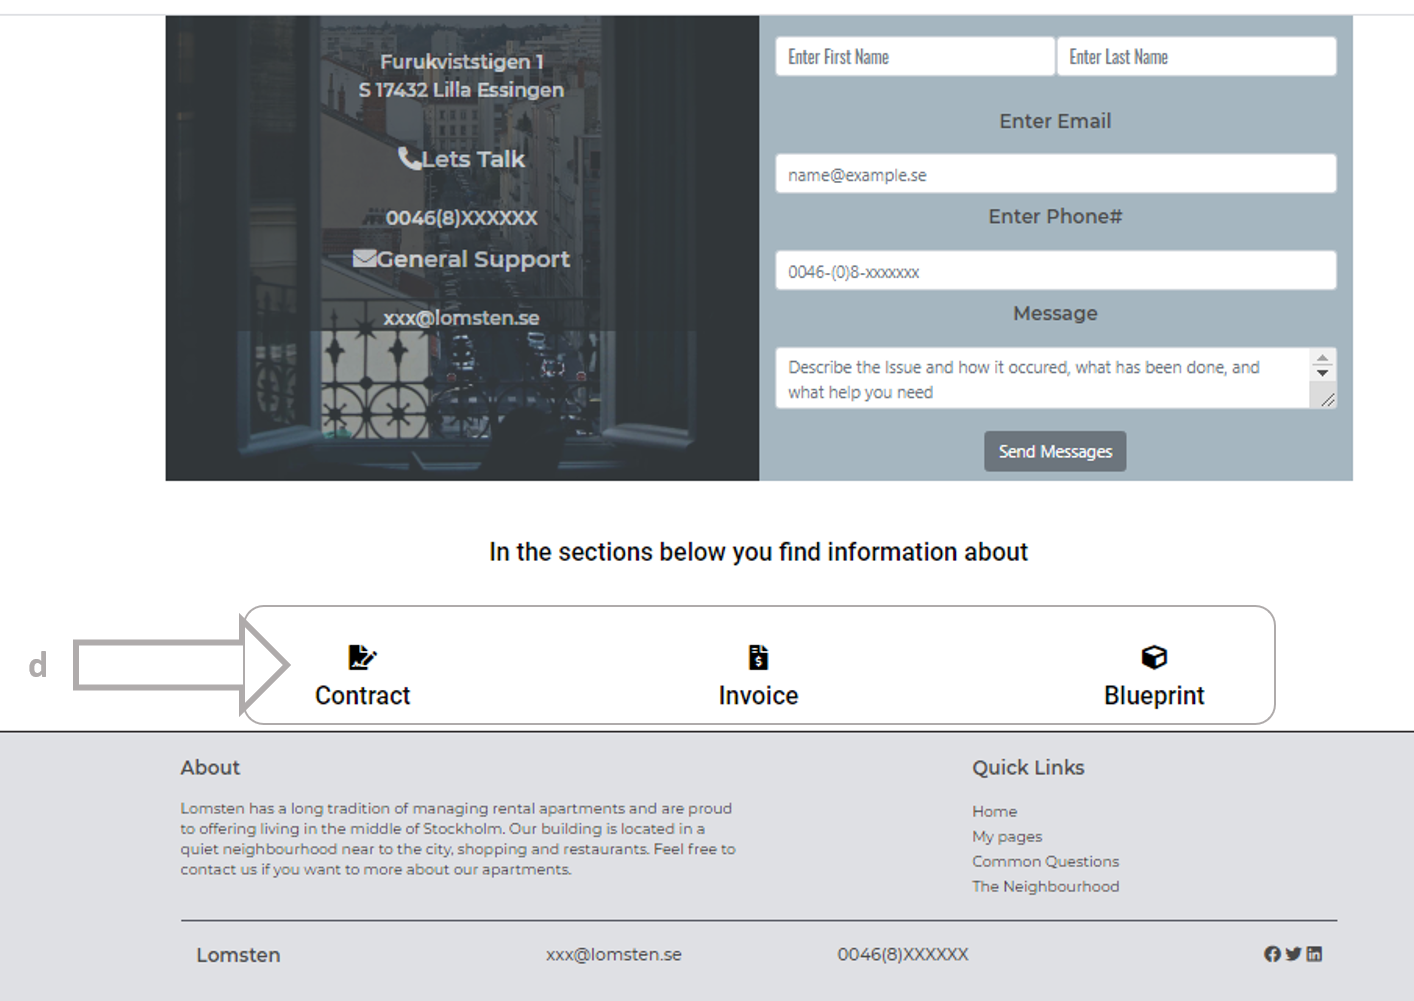 Furukviststigen 1
S 17432 Lilla Essingen
Lets Talk
0046(8)XXXXXX
General Support
xxx@lomsten.se
Enter First Name
Enter Last Name
Enter Email
name@example.se
Enter Phone#
0046-(0)8-xxxxxxx
Message
Describe the Issue and how it occured, what has been done, and
what help you need
Send Messages
In the sections below you find information about
d
Contract
Invoice
Blueprint
About
Lomsten has a long tradition of managing rental apartments and are proud
to offering living in the middle of Stockholm. Our building is located in a
quiet neighbourhood near to the city, shopping and restaurants. Feel free to
contact us if you want to more about our apartments.
Quick Links
Home
My pages
Common Questions
The Neighbourhood
Lomsten
xxx@lomsten.se
0046(8)XXXXXX